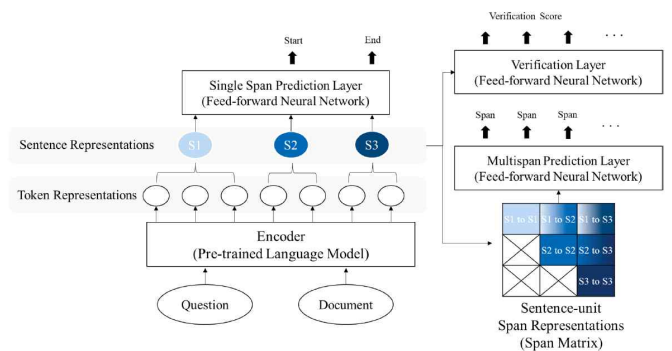 Verification Score
. . .
Start
End
Verification Layer
(Feed-forward Neural Network)
Single Span Prediction Layer
(Feed-forward Neural Network)
Span
Span
Span
. . .
Sentence Representations
S1
S2
S3
Multispan Prediction Layer
(Feed-forward Neural Network)
Token Representations
S1 to S1
S1 to S2
S1 to S3
Encoder
(Pre-trained Language Model)
S2 to S2
S2 to S3
S3 to S3
Question
Document
Sentence-unit
Span Representations
(Span Matrix)